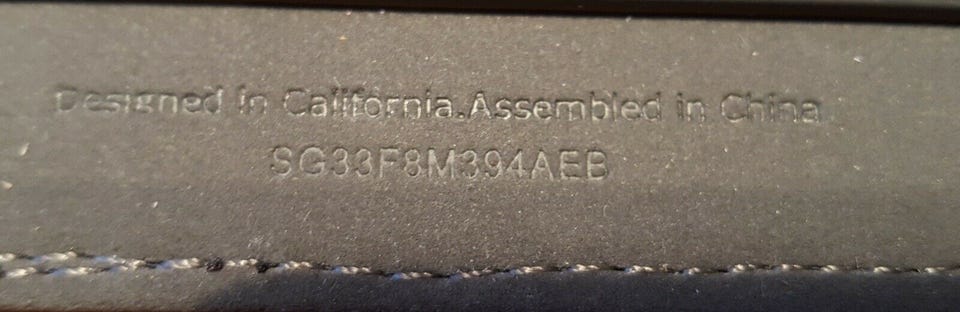 Designed in California.Assembled in China
SG33F8M394AEB